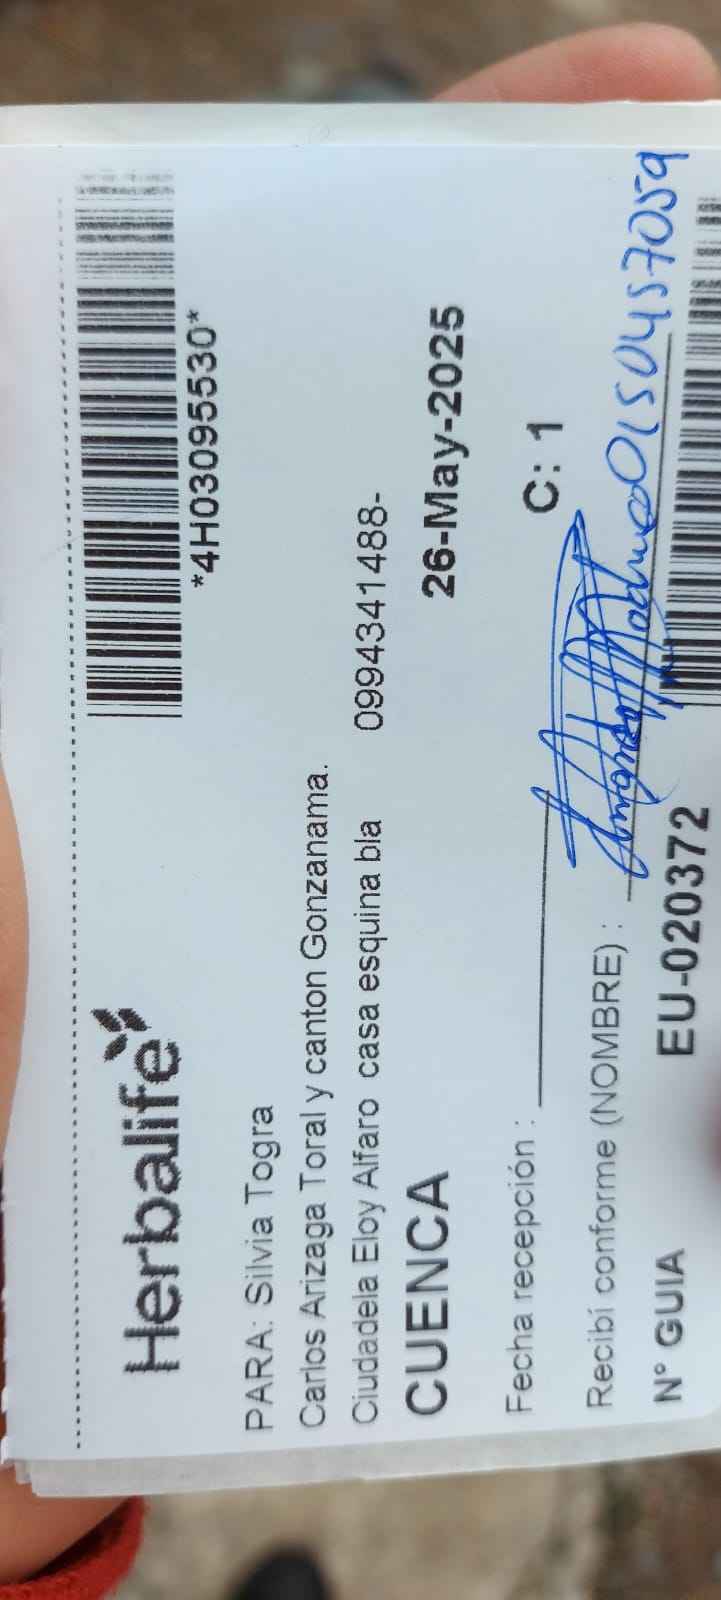 Herbalife
*4H03095530*
PARA: Silvia Togra
Carlos Arizaga Toral y canton Gonzanama.
Ciudadela Eloy Alfaro casa esquina bla 0994341488-
CUENCA 26-May-2025
Fecha recepción :
C: 1
Recibí conforme (NOMBRE) : 0150457059
N° GUIA EU-020372